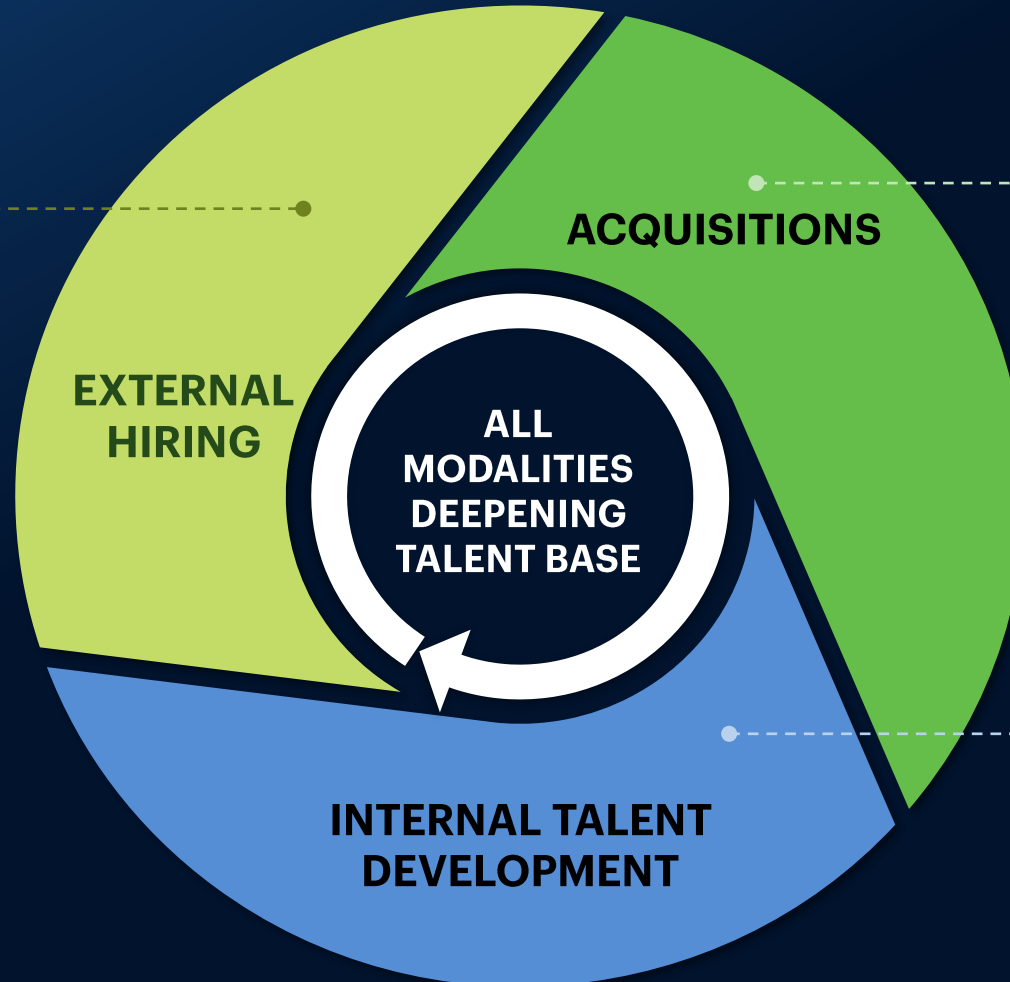 ACQUISITIONS
EXTERNAL
HIRING
ALL
MODALITIES
DEEPENING
TALENT BASE
INTERNAL TALENT
DEVELOPMENT